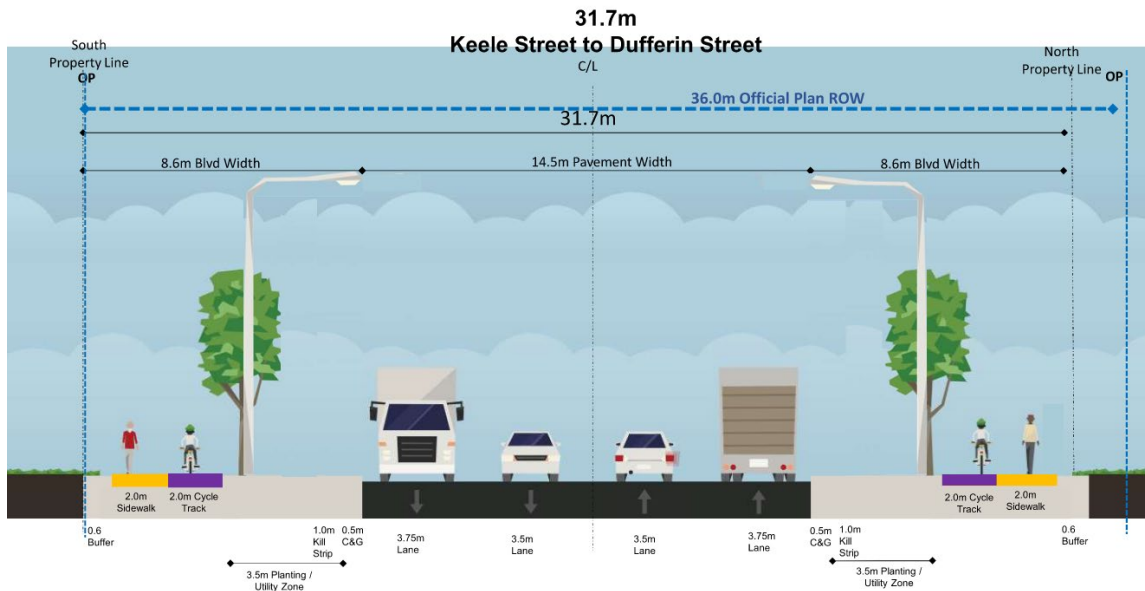 31.7m
Keele Street to Dufferin Street
South
Property Line
OP
C/L
North
Property Line
OP
36.0m Official Plan ROW
31.7m
8.6m Blvd Width
14.5m Pavement Width
8.6m Blvd Width
2.0m
Sidewalk
2.0m Cycle
Track
2.0m Cycle
Track
2.0m
Sidewalk
0.6
Buffer
1.0m
Kill
Strip
0.5m
C&G
3.75m
Lane
3.5m
Lane
3.5m
Lane
3.75m
Lane
0.5m
C&G
1.0m
Kill
Strip
0.6
Buffer
3.5m Planting /
Utility Zone
3.5m Planting /
Utility Zone